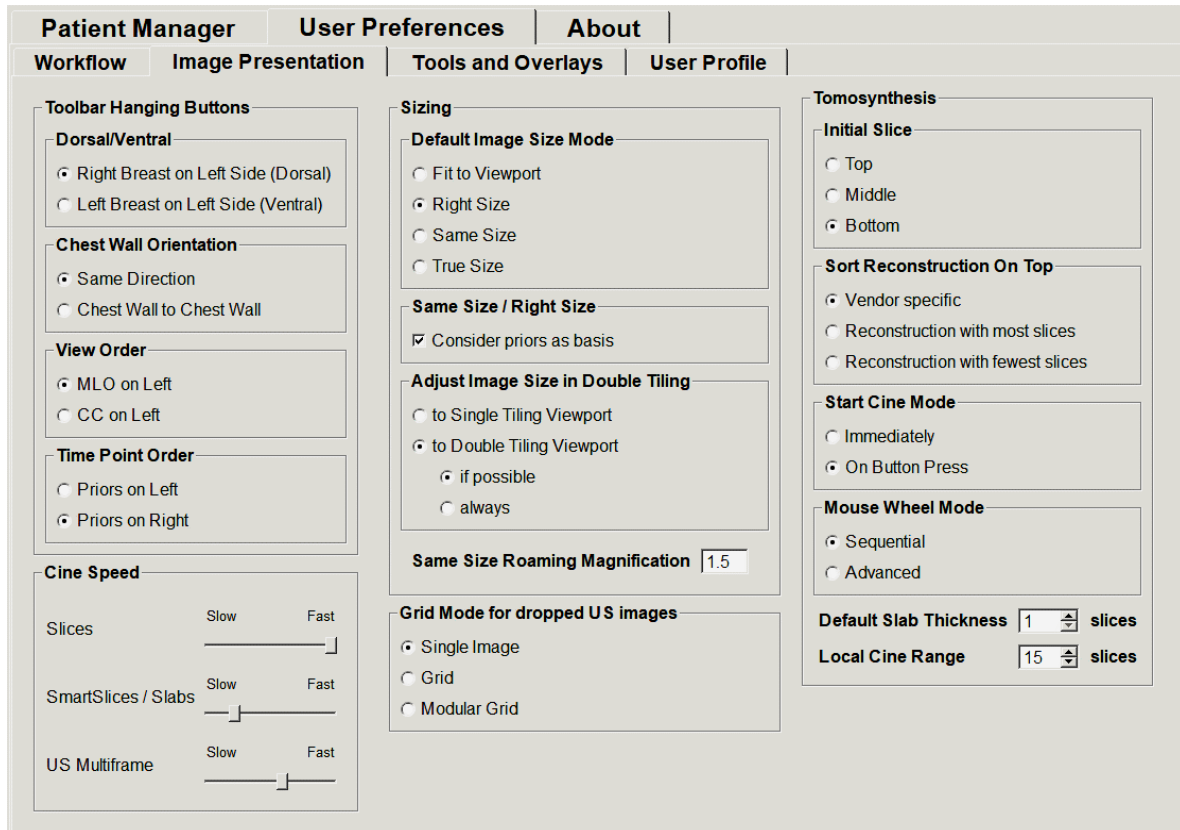 Patient Manager
User Preferences
About
Workflow
Image Presentation
Tools and Overlays
User Profile
Toolbar Hanging Buttons
Dorsal/Ventral
Right Breast on Left Side (Dorsal)
Left Breast on Left Side (Ventral)
Chest Wall Orientation
Same Direction
Chest Wall to Chest Wall
View Order
MLO on Left
CC on Left
Time Point Order
Priors on Left
Priors on Right
Cine Speed
Slices
Slow
Fast
SmartSlices / Slabs
Slow
Fast
US Multiframe
Slow
Fast
Sizing
Default Image Size Mode
Fit to Viewport
Right Size
Same Size
True Size
Same Size / Right Size
Consider priors as basis
Adjust Image Size in Double Tiling
to Single Tiling Viewport
to Double Tiling Viewport
if possible
always
Same Size Roaming Magnification 1.5
Grid Mode for dropped US images
Single Image
Grid
Modular Grid
Tomosynthesis
Initial Slice
Top
Middle
Bottom
Sort Reconstruction On Top
Vendor specific
Reconstruction with most slices
Reconstruction with fewest slices
Start Cine Mode
Immediately
On Button Press
Mouse Wheel Mode
Sequential
Advanced
Default Slab Thickness 1 slices
Local Cine Range 15 slices